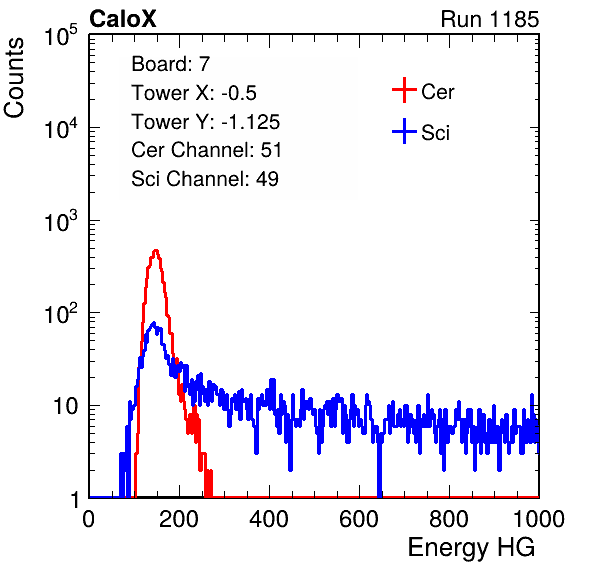 CaloX Run 1185
Counts
10^5
10^4
10^3
10^2
10
1
Board: 7
Tower X: -0.5
Tower Y: -1.125
Cer Channel: 51
Sci Channel: 49
Cer
Sci
0 200 400 600 800 1000
Energy HG